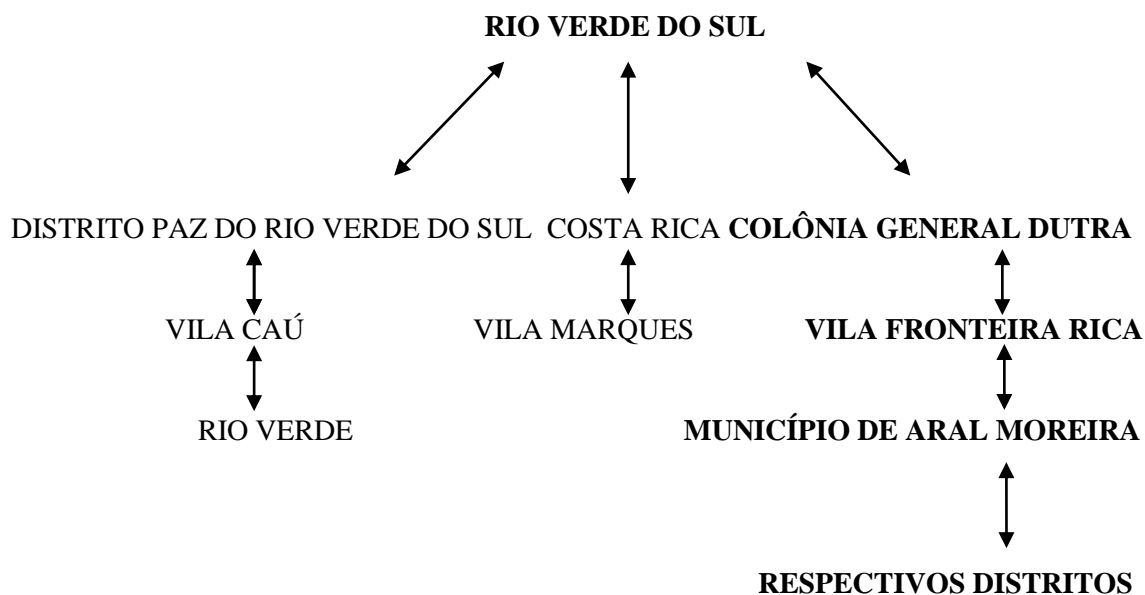 RIO VERDE DO SUL
DISTRITO PAZ DO RIO VERDE DO SUL COSTA RICA COLÔNIA GENERAL DUTRA
VILA CAÚ VILA MARQUES VILA FRONTEIRA RICA
RIO VERDE MUNICÍPIO DE ARAL MOREIRA
RESPECTIVOS DISTRITOS